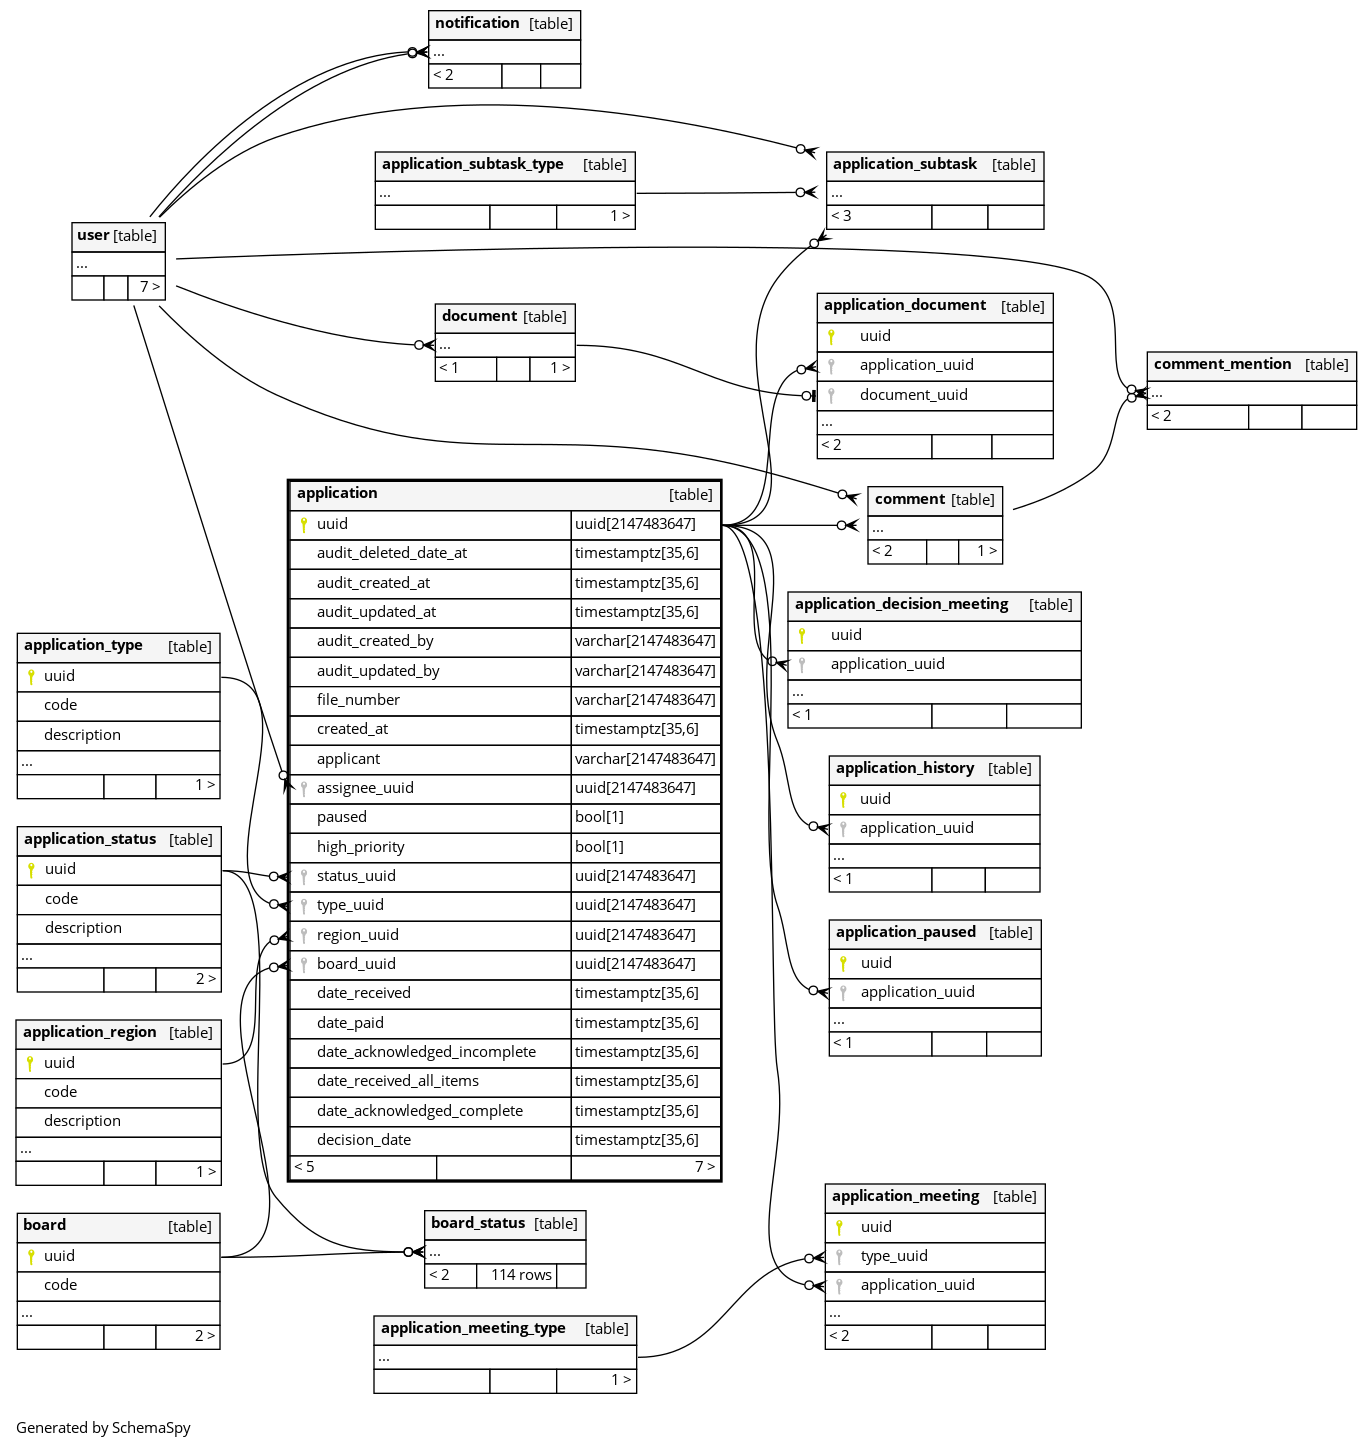 notification [table]
...
< 2
application_subtask_type [table]
...
1 >
application_subtask [table]
...
< 3
user [table]
...
7 >
document [table]
...
< 1 1 >
application_document [table]
uuid
application_uuid
document_uuid
...
< 2
comment_mention [table]
...
< 2
comment [table]
...
< 2 1 >
application [table]
uuid uuid[2147483647]
audit_deleted_date_at timestamptz[35,6]
audit_created_at timestamptz[35,6]
audit_updated_at timestamptz[35,6]
audit_created_by varchar[2147483647]
audit_updated_by varchar[2147483647]
file_number varchar[2147483647]
created_at timestamptz[35,6]
applicant varchar[2147483647]
assignee_uuid uuid[2147483647]
paused bool[1]
high_priority bool[1]
status_uuid uuid[2147483647]
type_uuid uuid[2147483647]
region_uuid uuid[2147483647]
board_uuid uuid[2147483647]
date_received timestamptz[35,6]
date_paid timestamptz[35,6]
date_acknowledged_incomplete timestamptz[35,6]
date_received_all_items timestamptz[35,6]
date_acknowledged_complete timestamptz[35,6]
decision_date timestamptz[35,6]
< 5 7 >
application_decision_meeting [table]
uuid
application_uuid
...
< 1
application_type [table]
uuid
code
description
...
1 >
application_history [table]
uuid
application_uuid
...
< 1
application_status [table]
uuid
code
description
...
2 >
application_paused [table]
uuid
application_uuid
...
< 1
application_region [table]
uuid
code
description
...
1 >
application_meeting [table]
uuid
type_uuid
application_uuid
...
< 2
board [table]
uuid
code
...
2 >
board_status [table]
...
< 2 114 rows
application_meeting_type [table]
...
1 >
Generated by SchemaSpy